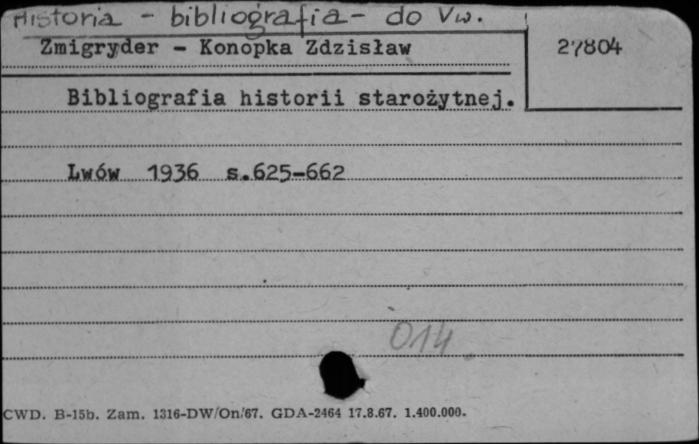 Historia - bibliografia - do V w.
Zmigryder - Konopka Zdzisław
27804
Bibliografia historii starożytnej.
Lwów 1936 s.625-662
014.
CWD. B-15b. Zam. 1316-DW/On/67. GDA-2464 17.8.67. 1.400.000.